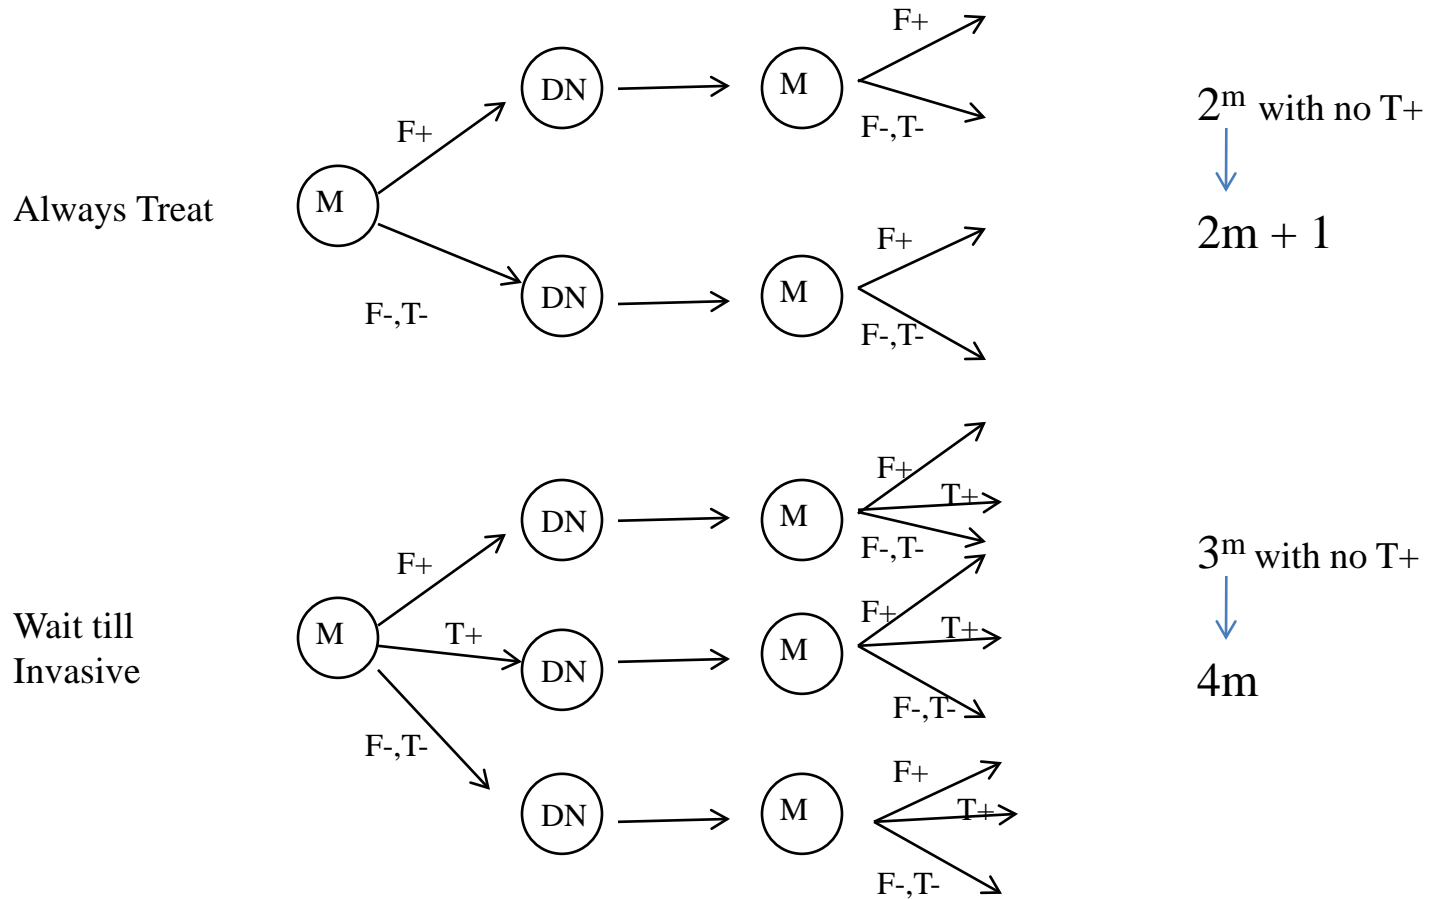 Always Treat
M
F+
F-,T-
DN
DN
M
M
F+
F-,T-
F+
F-,T-
2ᵐ with no T+
2m + 1
Wait till
Invasive
M
F+
T+
F-,T-
DN
DN
DN
M
M
M
F+
T+
F-,T-
F+
T+
F-,T-
F+
T+
F-,T-
3ᵐ with no T+
4m